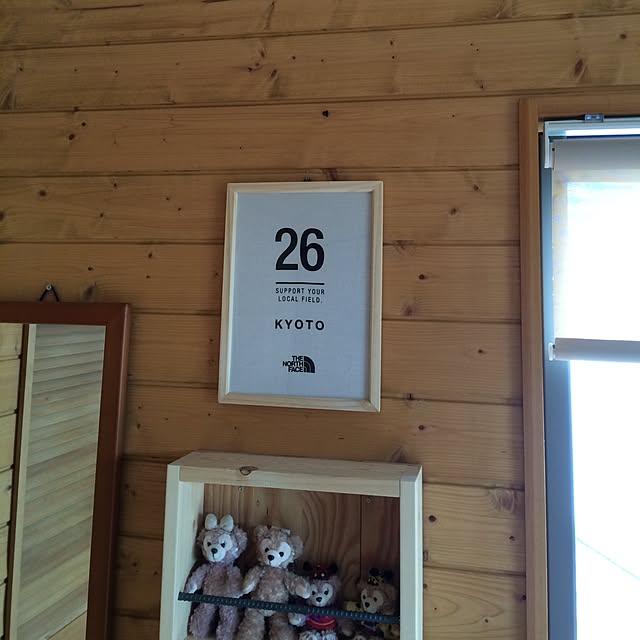 26
SUPPORT YOUR
LOCAL FIELD.
KYOTO
THE
NORTH
FACE